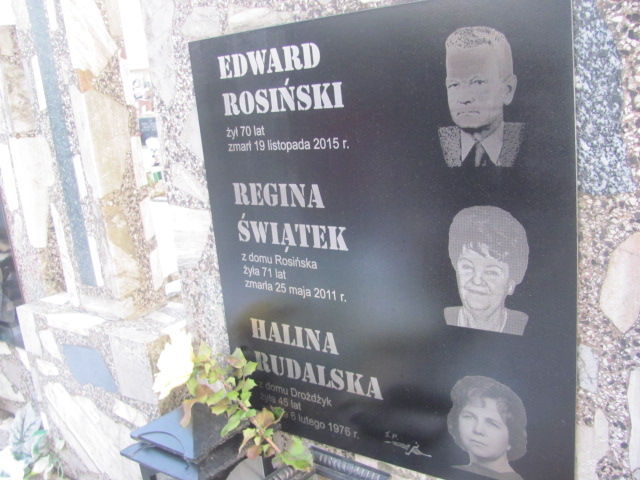 EDWARD
ROSIŃSKI
żył 70 lat
zmarł 19 listopada 2015 r.
REGINA
ŚWIĄTEK
z domu Rosińska
żyła 71 lat
zmarła 25 maja 2011 r.
HALINA
RUDALSKA
z domu Drożdżyk
żyła 45 lat
6 lutego 1976 r.